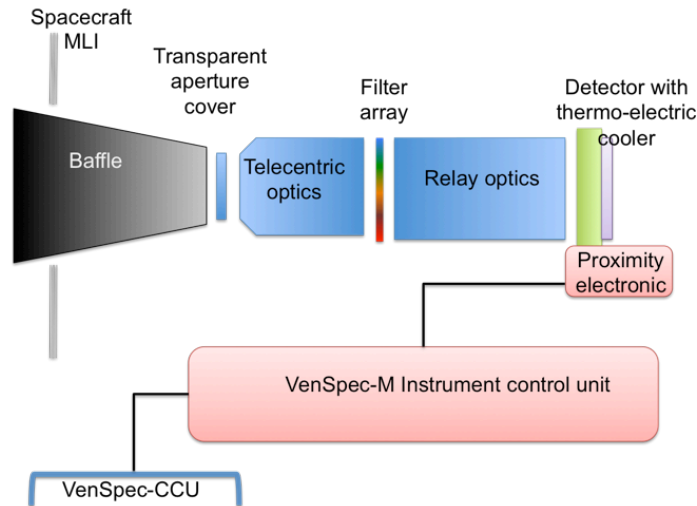 Spacecraft
MLI
Transparent
aperture
cover
Filter
array
Detector with
thermo-electric
cooler
Baffle
Telecentric
optics
Relay optics
Proximity
electronic
VenSpec-M Instrument control unit
VenSpec-CCU